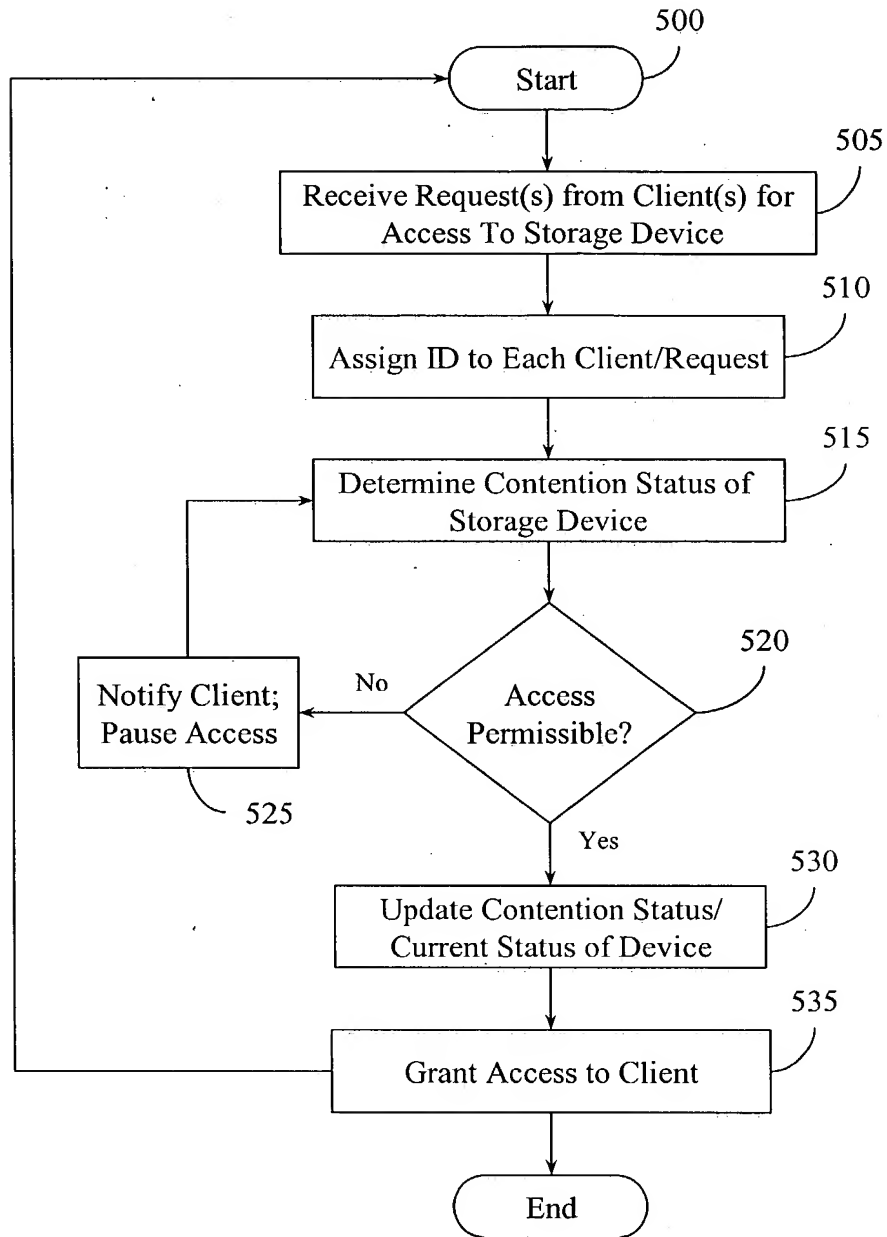 500
Start
505
Receive Request(s) from Client(s) for
Access To Storage Device
510
Assign ID to Each Client/Request
515
Determine Contention Status of
Storage Device
520
Access
Permissible?
No
Notify Client;
Pause Access
525
Yes
530
Update Contention Status/
Current Status of Device
535
Grant Access to Client
End